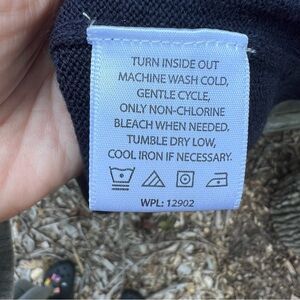 TURN INSIDE OUT
MACHINE WASH COLD,
GENTLE CYCLE,
ONLY NON-CHLORINE
BLEACH WHEN NEEDED,
TUMBLE DRY LOW,
COOL IRON IF NECESSARY.
WPL: 12902